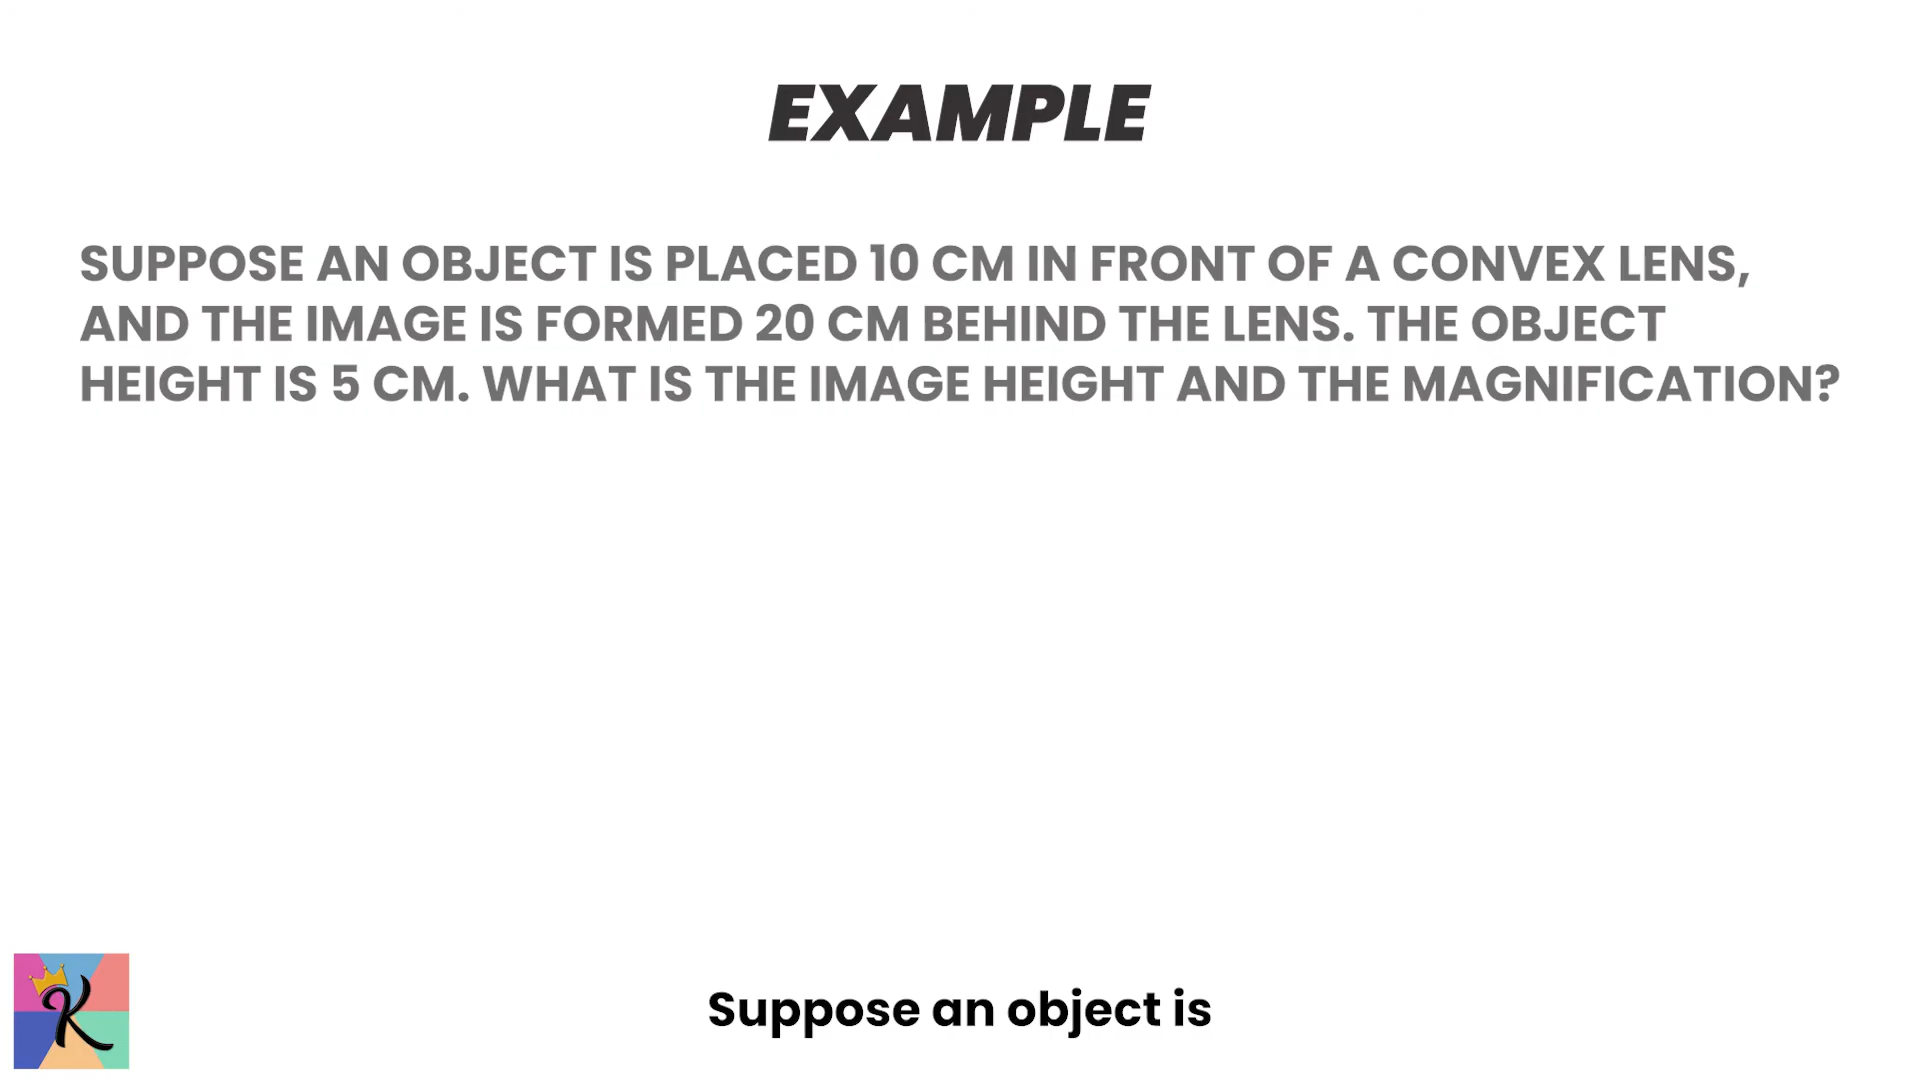 EXAMPLE
SUPPOSE AN OBJECT IS PLACED 10 CM IN FRONT OF A CONVEX LENS,
AND THE IMAGE IS FORMED 20 CM BEHIND THE LENS. THE OBJECT
HEIGHT IS 5 CM. WHAT IS THE IMAGE HEIGHT AND THE MAGNIFICATION?
K
Suppose an object is